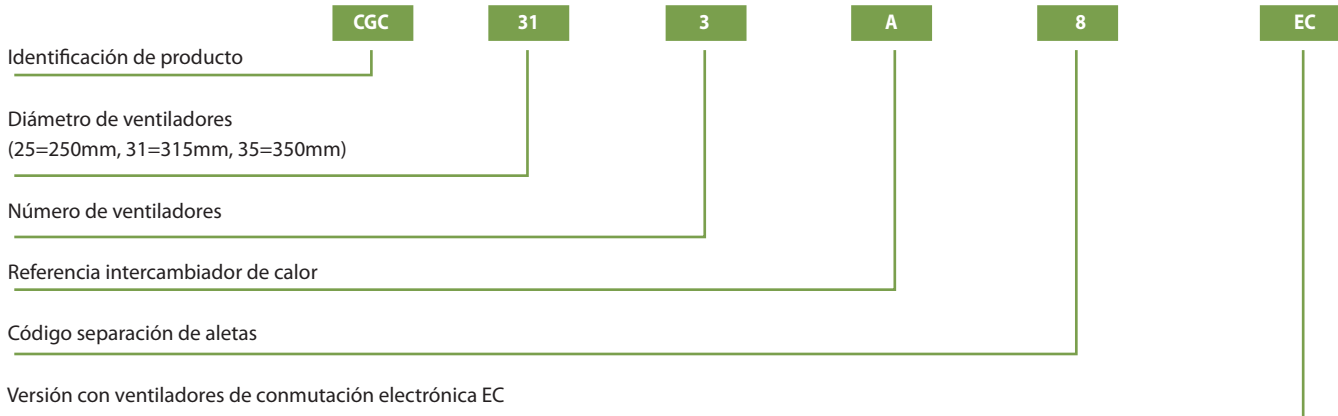 CGC 31 3 A 8 EC
Identificación de producto
Diámetro de ventiladores
(25=250mm, 31=315mm, 35=350mm)
Número de ventiladores
Referencia intercambiador de calor
Código separación de aletas
Versión con ventiladores de conmutación electrónica EC